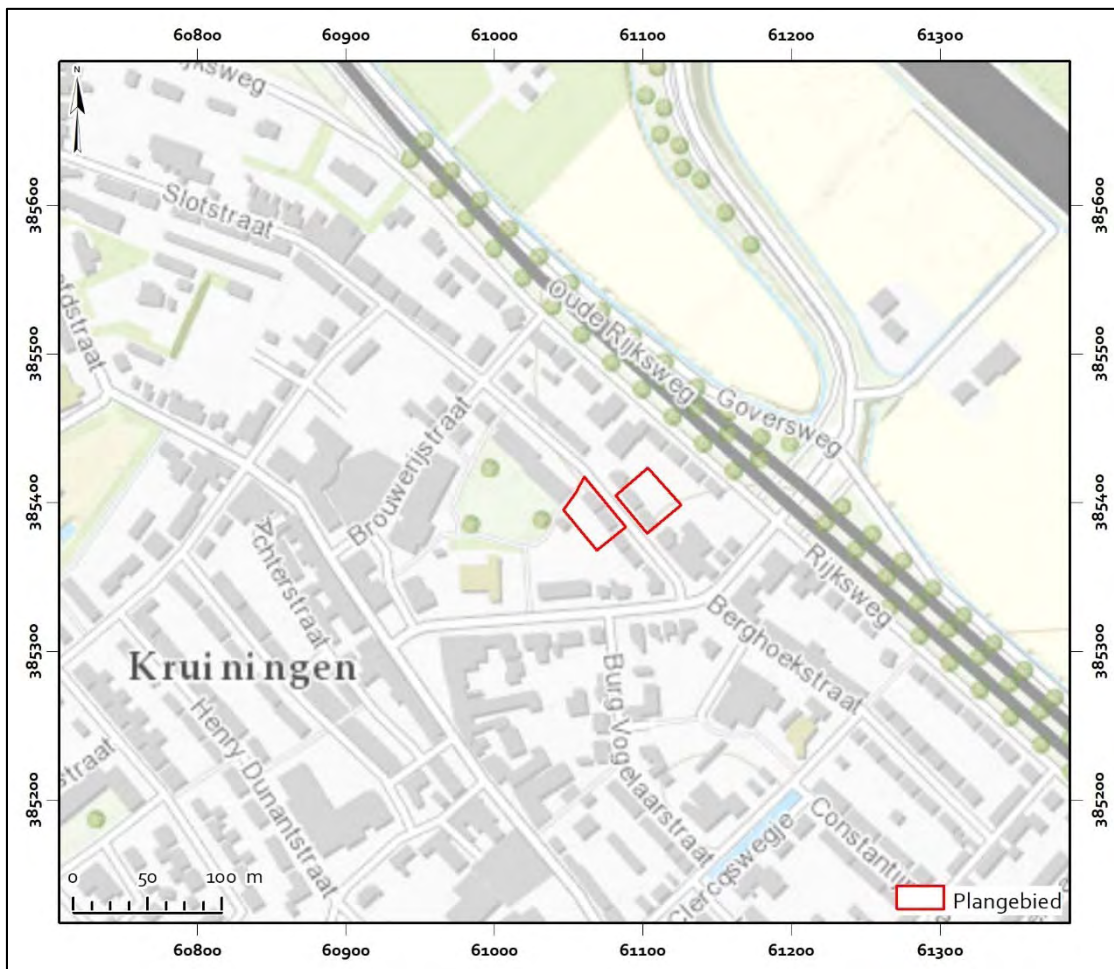 60800 60900 61000 61100 61200 61300
N
385600
385500
385400
385300
385200
385600
385500
385400
385300
385200
Slotstraat
Oude Rijksweg
Goversweg
Brouwerijstraat
Achterstraat
Rijksweg
Berghoekstraat
Kruiningen
Burg Vogelaarstraat
Henry Dunantstraat
Clercqswegje
0 50 100 m
Plangebied
60800 60900 61000 61100 61200 61300